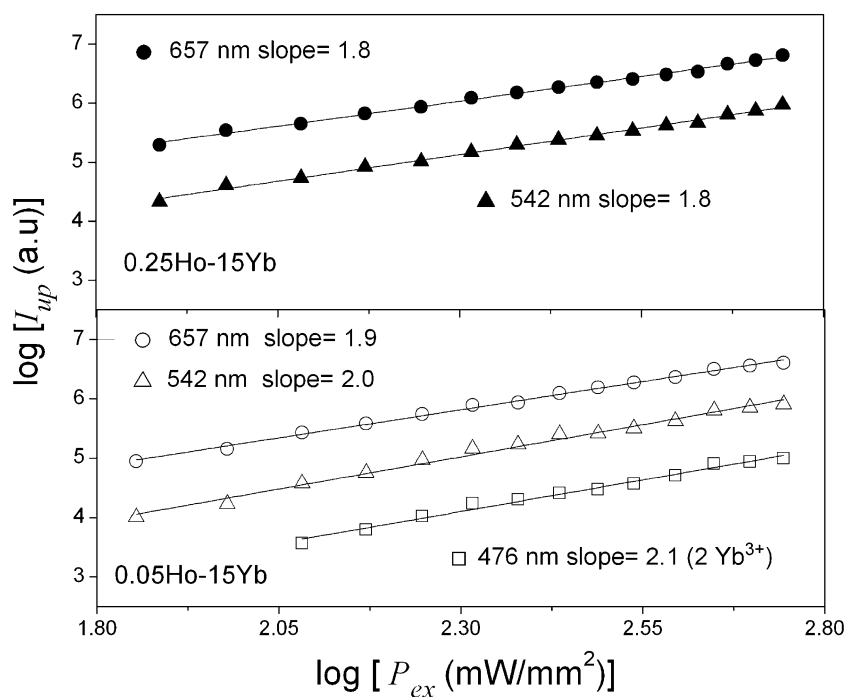 log [I_up (a.u)]
7
6
5
4
3
● 657 nm slope= 1.8
▲ 542 nm slope= 1.8
0.25Ho-15Yb
7
6
5
4
3
○ 657 nm slope= 1.9
△ 542 nm slope= 2.0
□ 476 nm slope= 2.1 (2 Yb³⁺)
0.05Ho-15Yb
1.80 2.05 2.30 2.55 2.80
log [ P_ex (mW/mm²)]